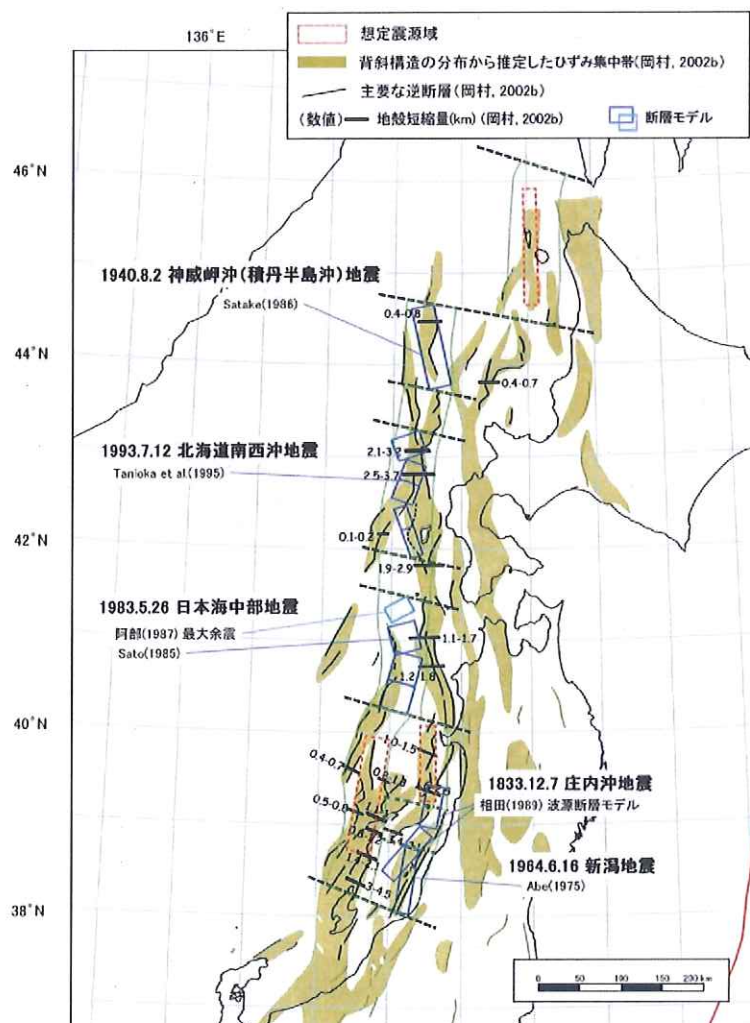 136°E
想定震源域
背斜構造の分布から推定したひずみ集中帯(岡村, 2002b)
主要な逆断層(岡村, 2002b)
(数値) 地殻短縮量(km) (岡村, 2002b)
断層モデル
46°N
1940.8.2 神威岬沖(積丹半島沖)地震
Satake(1986)
0.4-0.8
44°N
0.4-0.7
1993.7.12 北海道南西沖地震
Tanioka et al(1995)
2.1-3.2
2.5-3.7
42°N
0.1-0.2
1.9-2.9
1983.5.26 日本海中部地震
阿部(1987) 最大余震
Sato(1985)
1.1-1.7
1.2
1.8
40°N
0.4-0.7
0.5-0.8
1833.12.7 庄内沖地震
相田(1989) 波源断層モデル
1964.6.16 新潟地震
Abe(1975)
38°N
0 50 100 150 200 km